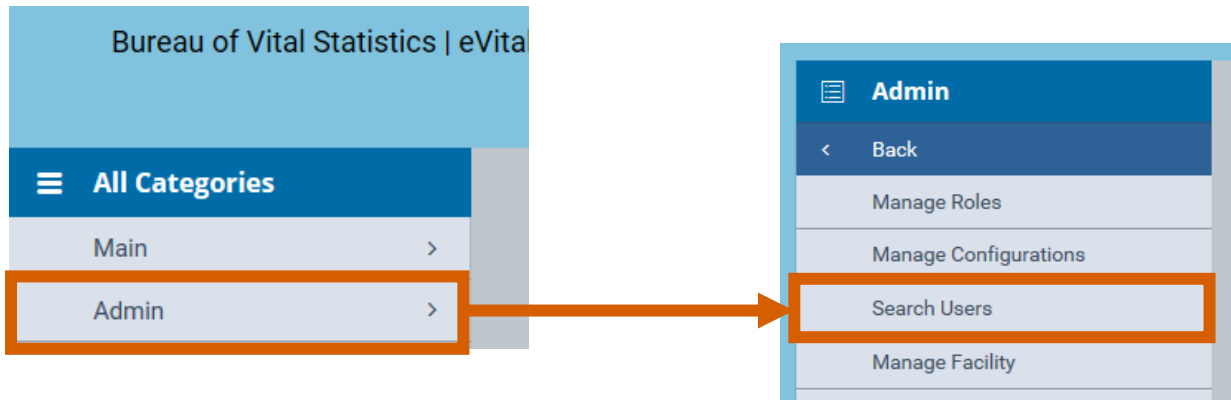 Bureau of Vital Statistics | eVital
All Categories
Main
Admin
Admin
Back
Manage Roles
Manage Configurations
Search Users
Manage Facility